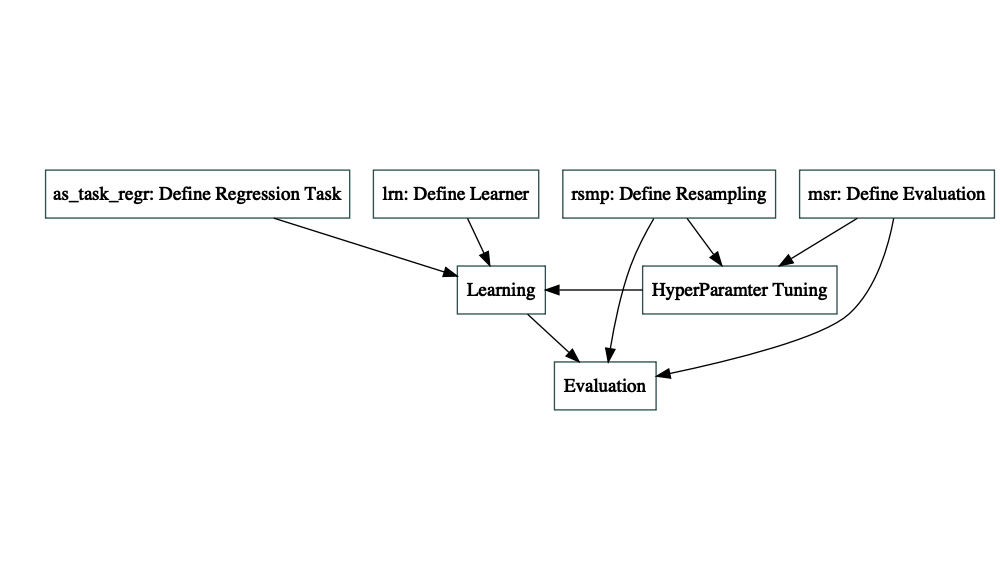 as_task_regr: Define Regression Task
lrn: Define Learner
rsmp: Define Resampling
msr: Define Evaluation
Learning
HyperParamter Tuning
Evaluation